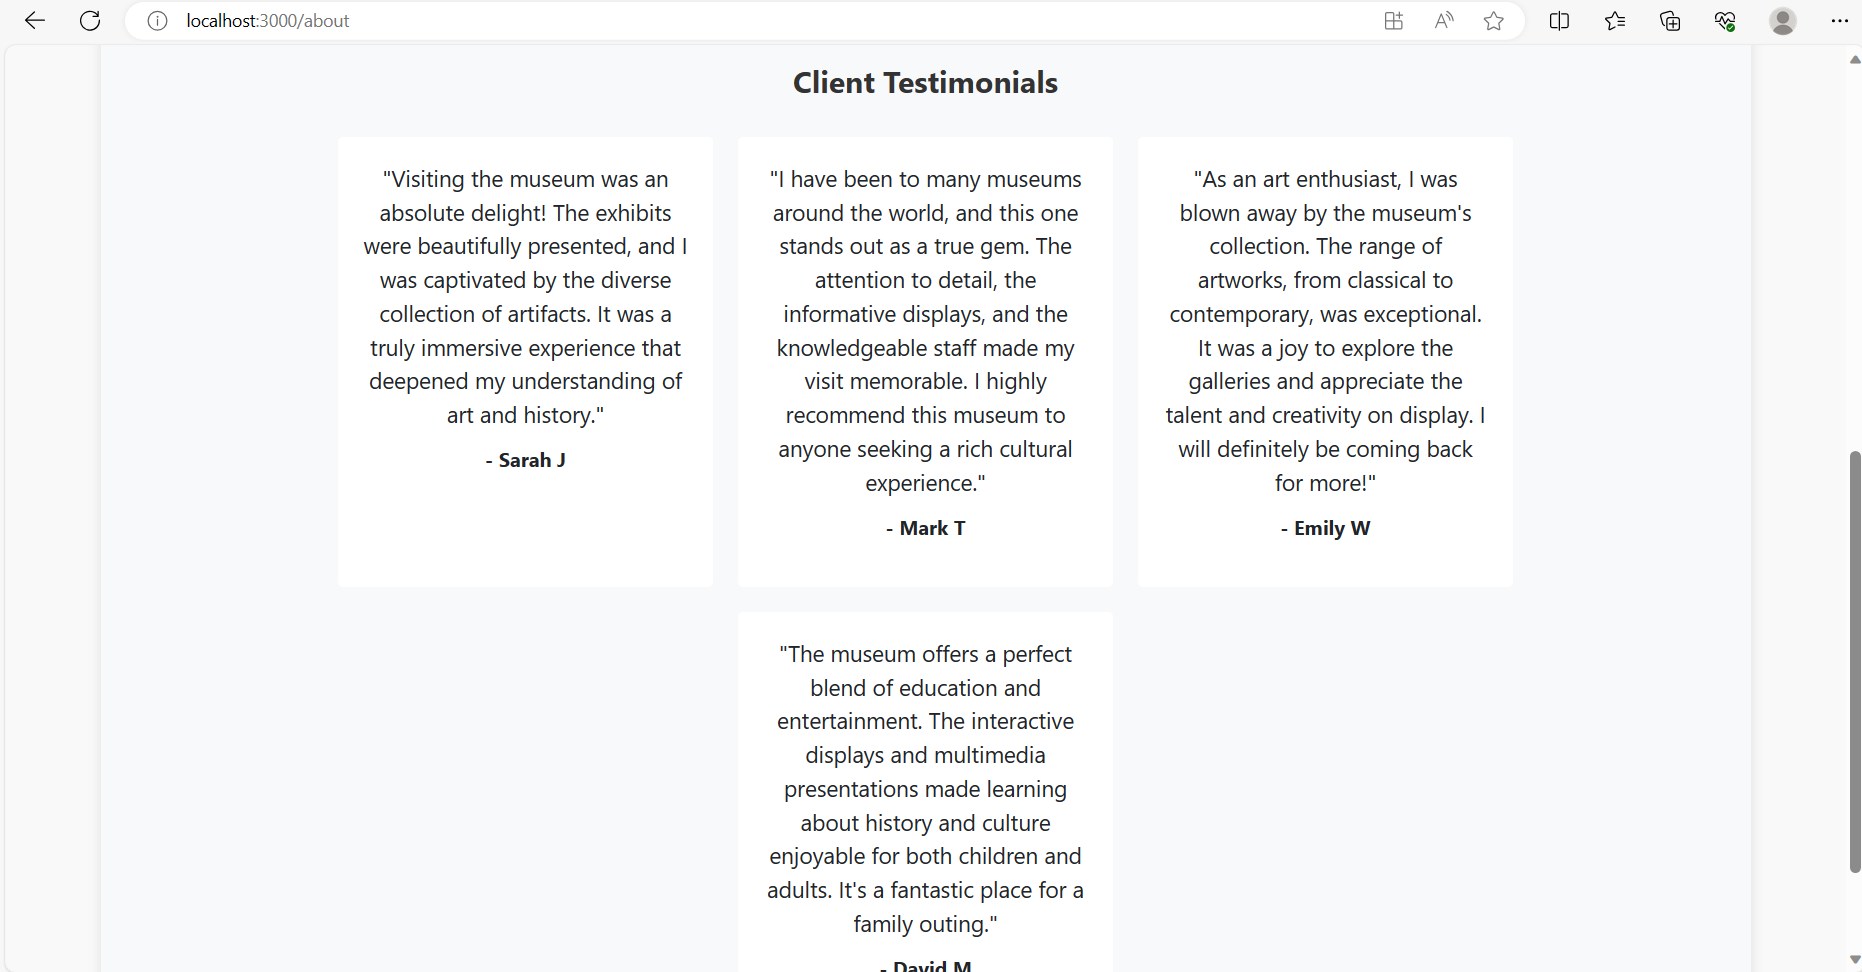 localhost:3000/about
Client Testimonials
"Visiting the museum was an
absolute delight! The exhibits
were beautifully presented, and I
was captivated by the diverse
collection of artifacts. It was a
truly immersive experience that
deepened my understanding of
art and history."
- Sarah J
"I have been to many museums
around the world, and this one
stands out as a true gem. The
attention to detail, the
informative displays, and the
knowledgeable staff made my
visit memorable. I highly
recommend this museum to
anyone seeking a rich cultural
experience."
- Mark T
"As an art enthusiast, I was
blown away by the museum's
collection. The range of
artworks, from classical to
contemporary, was exceptional.
It was a joy to explore the
galleries and appreciate the
talent and creativity on display. I
will definitely be coming back
for more!"
- Emily W
"The museum offers a perfect
blend of education and
entertainment. The interactive
displays and multimedia
presentations made learning
about history and culture
enjoyable for both children and
adults. It's a fantastic place for a
family outing."
- David M